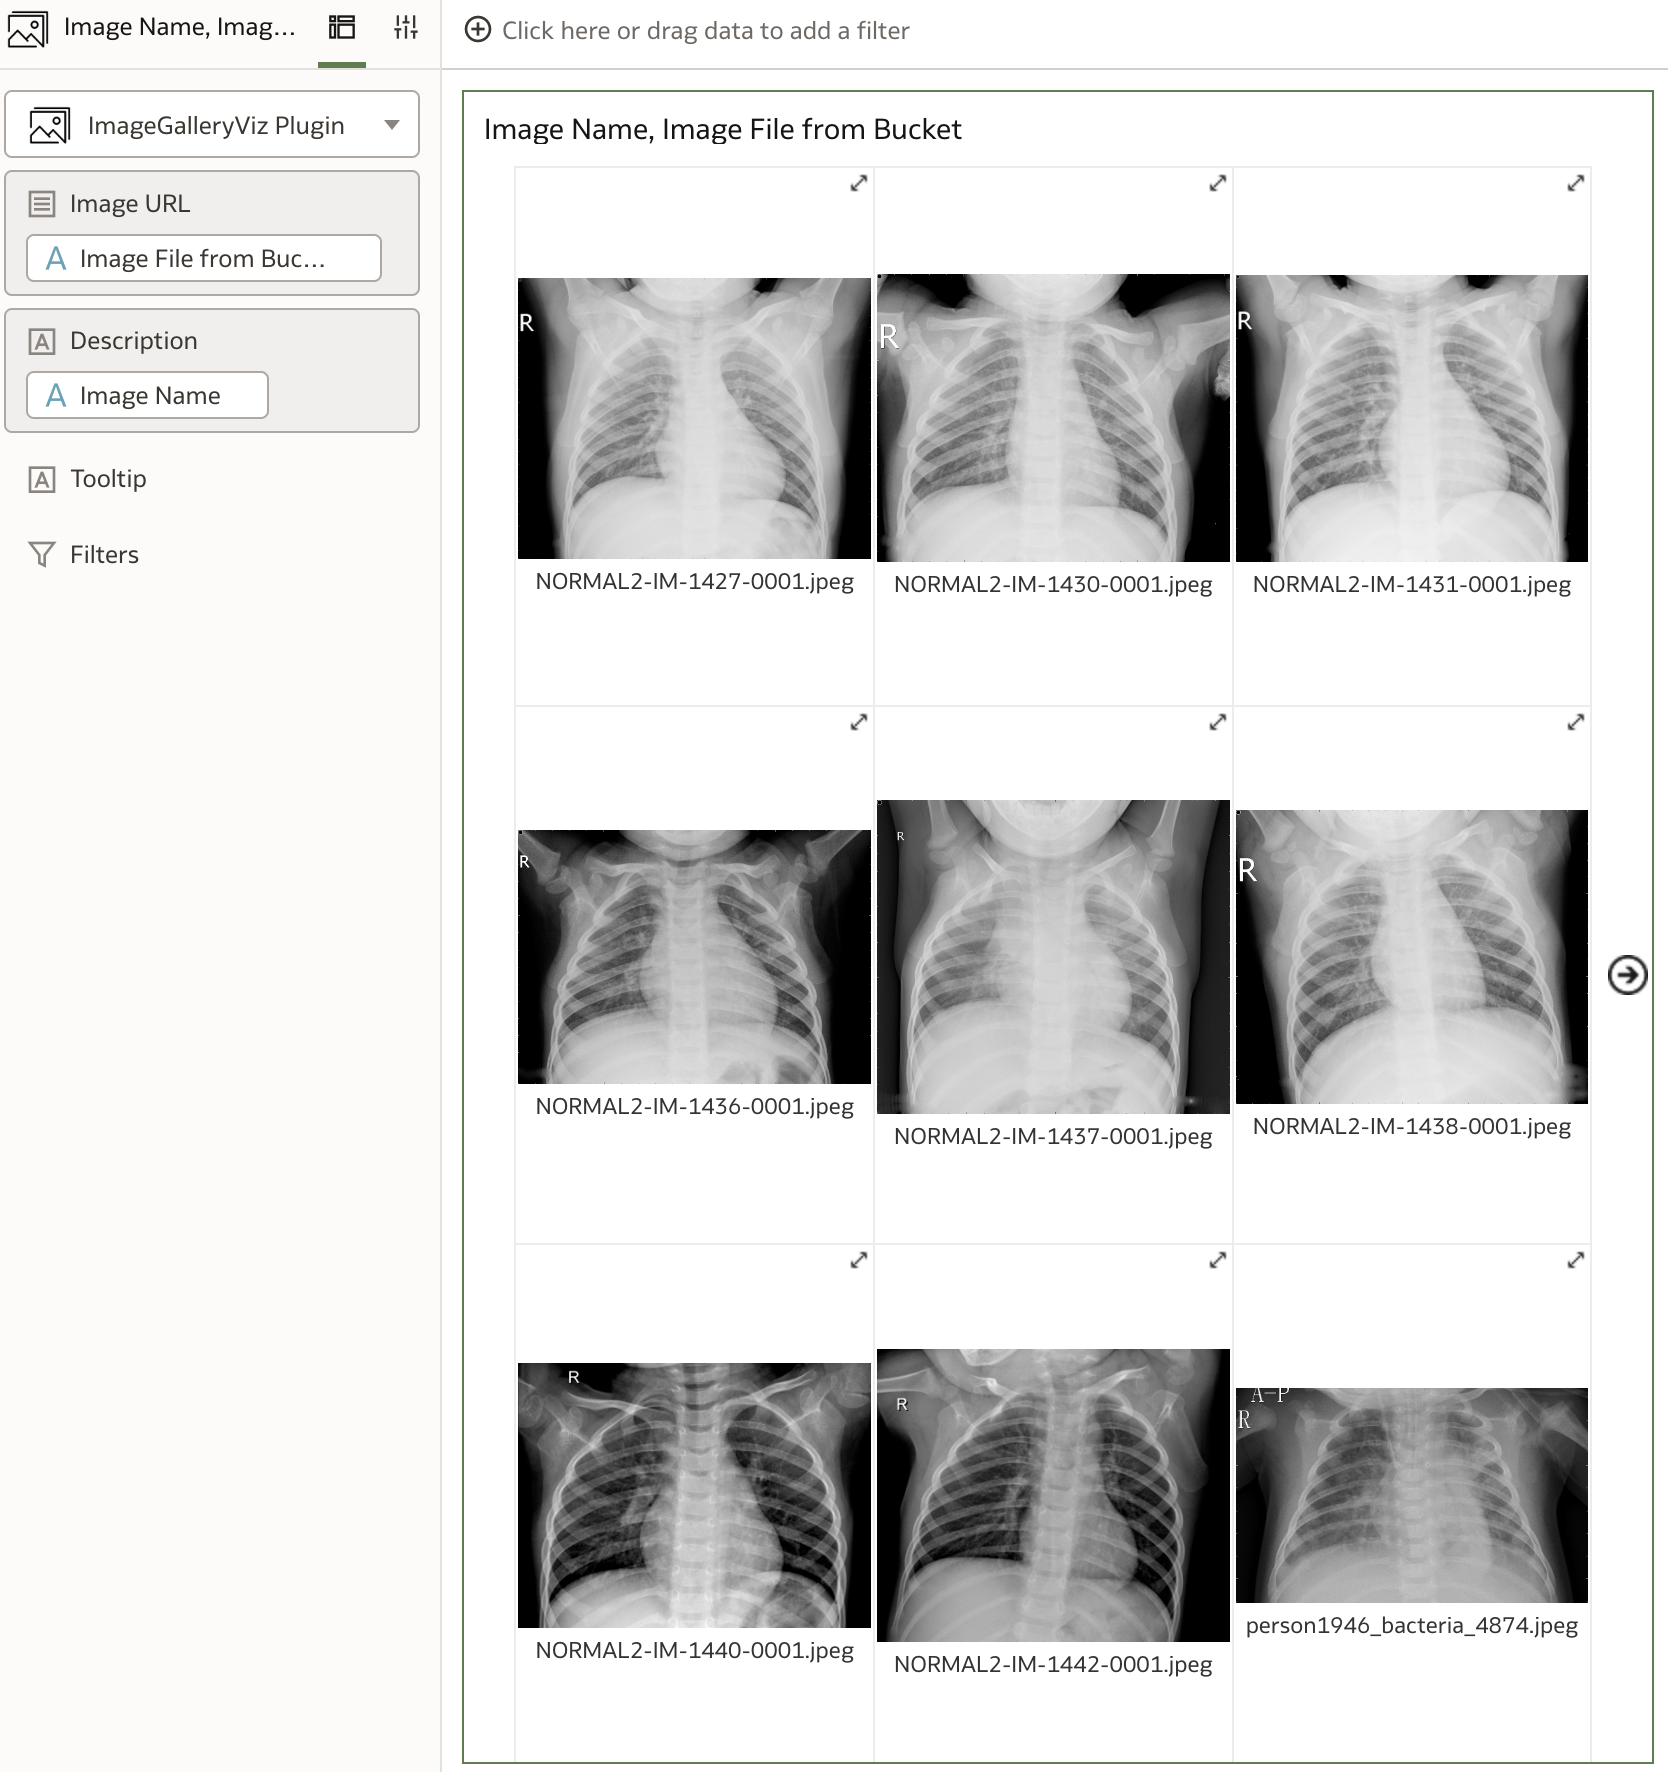 Image Name, Imag...
Click here or drag data to add a filter
ImageGalleryViz Plugin
Image URL
A Image File from Buc...
A Description
A Image Name
A Tooltip
Filters
Image Name, Image File from Bucket
R
R
R
NORMAL2-IM-1427-0001.jpeg
NORMAL2-IM-1430-0001.jpeg
NORMAL2-IM-1431-0001.jpeg
R
R
R
NORMAL2-IM-1436-0001.jpeg
NORMAL2-IM-1437-0001.jpeg
NORMAL2-IM-1438-0001.jpeg
R
R
A-P
R
NORMAL2-IM-1440-0001.jpeg
NORMAL2-IM-1442-0001.jpeg
person1946_bacteria_4874.jpeg